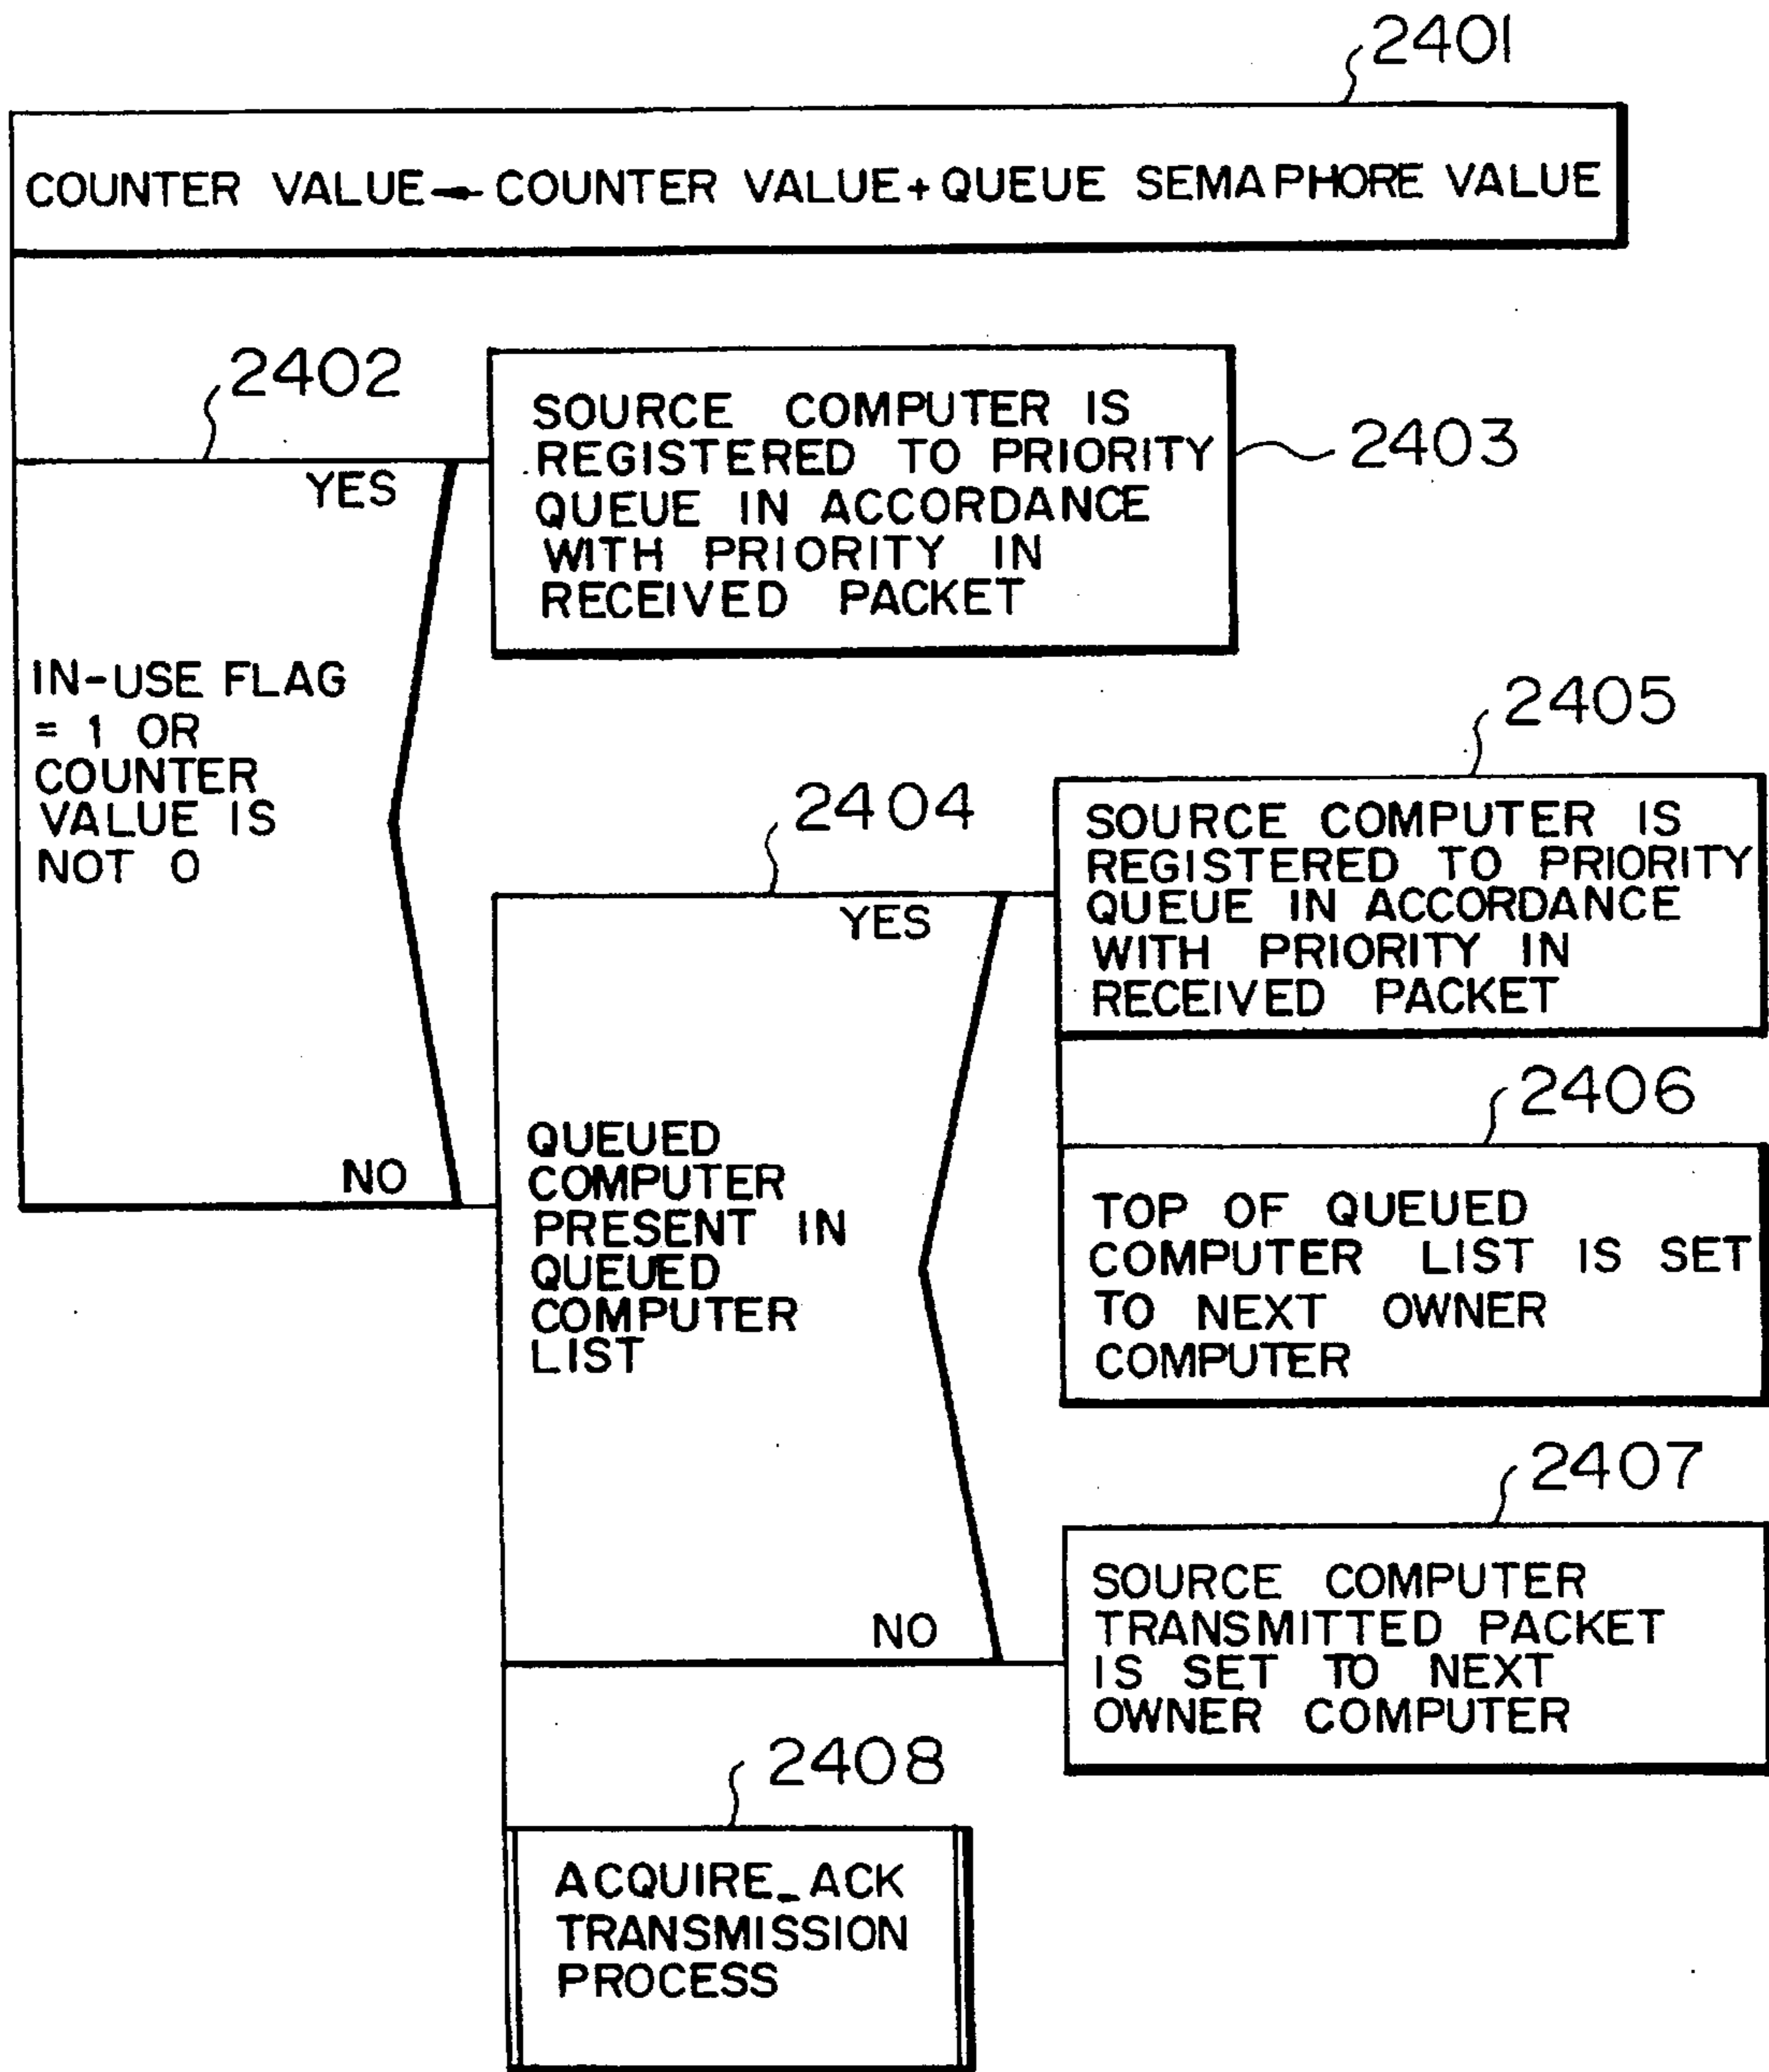 2401
COUNTER VALUE ← COUNTER VALUE + QUEUE SEMAPHORE VALUE
2402
YES
IN-USE FLAG
= 1 OR
COUNTER
VALUE IS
NOT 0
NO
SOURCE COMPUTER IS
REGISTERED TO PRIORITY
QUEUE IN ACCORDANCE
WITH PRIORITY IN
RECEIVED PACKET
2403
2404
YES
QUEUED
COMPUTER
PRESENT IN
QUEUED
COMPUTER
LIST
NO
2405
SOURCE COMPUTER IS
REGISTERED TO PRIORITY
QUEUE IN ACCORDANCE
WITH PRIORITY IN
RECEIVED PACKET
2406
TOP OF QUEUED
COMPUTER LIST IS SET
TO NEXT OWNER
COMPUTER
2407
SOURCE COMPUTER
TRANSMITTED PACKET
IS SET TO NEXT
OWNER COMPUTER
2408
ACQUIRE_ACK
TRANSMISSION
PROCESS